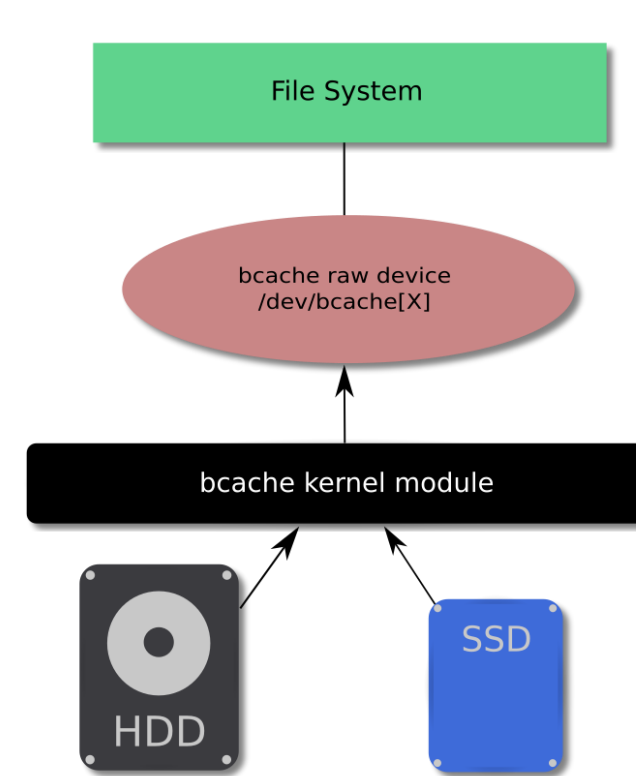 File System
bcache raw device
/dev/bcache[X]
bcache kernel module
HDD
SSD